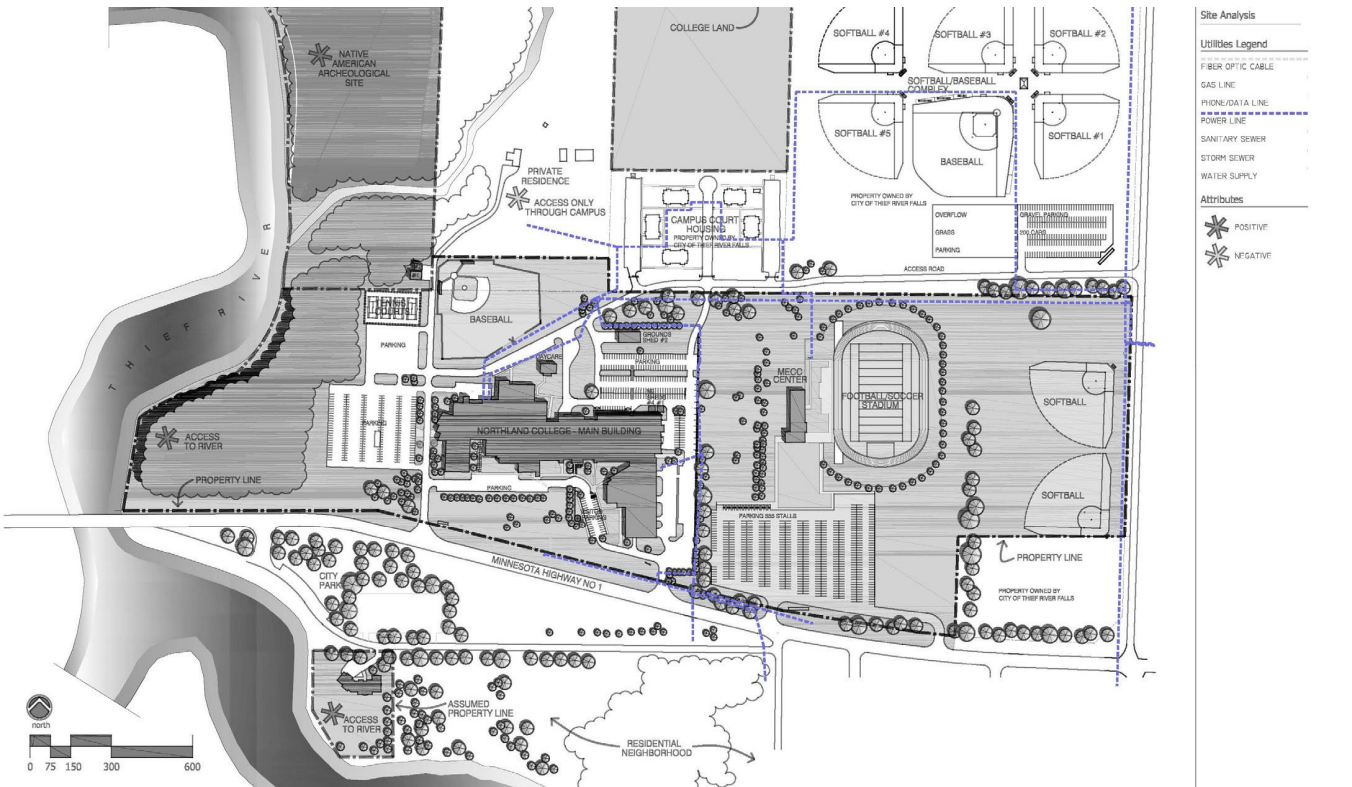 COLLEGE LAND
SOFTBALL #4
SOFTBALL #3
SOFTBALL #2
NATIVE
AMERICAN
ARCHEOLOGICAL
SITE
SOFTBALL/BASEBALL
COMPLEX
SOFTBALL #5
SOFTBALL #1
BASEBALL
PRIVATE
RESIDENCE
ACCESS ONLY
THROUGH CAMPUS
PROPERTY OWNED BY
CITY OF THIEF RIVER FALLS
CAMPUS COURT
HOUSING
PROPERTY OWNED BY
CITY OF THIEF RIVER FALLS
OVERFLOW
GRASS
PARKING
GRAVEL PARKING
200 CARS
ACCESS ROAD
THIEF RIVER
TENNIS
COURTS
BASEBALL
PARKING
GROUNDS
SHED #2
DAYCARE
PARKING
MECC
CENTER
FOOTBALL/SOCCER
STADIUM
SOFTBALL
PARKING
NORTHLAND COLLEGE - MAIN BUILDING
ACCESS
TO RIVER
PROPERTY LINE
PARKING
PARKING
SOFTBALL
PARKING 555 STALLS
PROPERTY LINE
MINNESOTA HIGHWAY NO 1
CITY
PARK
PROPERTY OWNED BY
CITY OF THIEF RIVER FALLS
ASSUMED
PROPERTY LINE
ACCESS
TO RIVER
RESIDENTIAL
NEIGHBORHOOD
north
0 75 150 300 600
Site Analysis
Utilities Legend
FIBER OPTIC CABLE
GAS LINE
PHONE/DATA LINE
POWER LINE
SANITARY SEWER
STORM SEWER
WATER SUPPLY
Attributes
POSITIVE
NEGATIVE